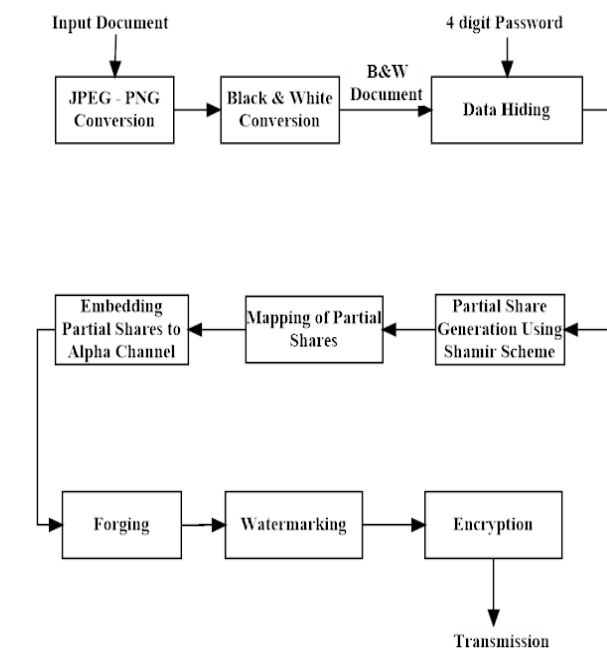 Input Document
4 digit Password
JPEG - PNG
Conversion
Black & White
Conversion
B&W
Document
Data Hiding
Embedding
Partial Shares to
Alpha Channel
Mapping of Partial
Shares
Partial Share
Generation Using
Shamir Scheme
Forging
Watermarking
Encryption
Transmission